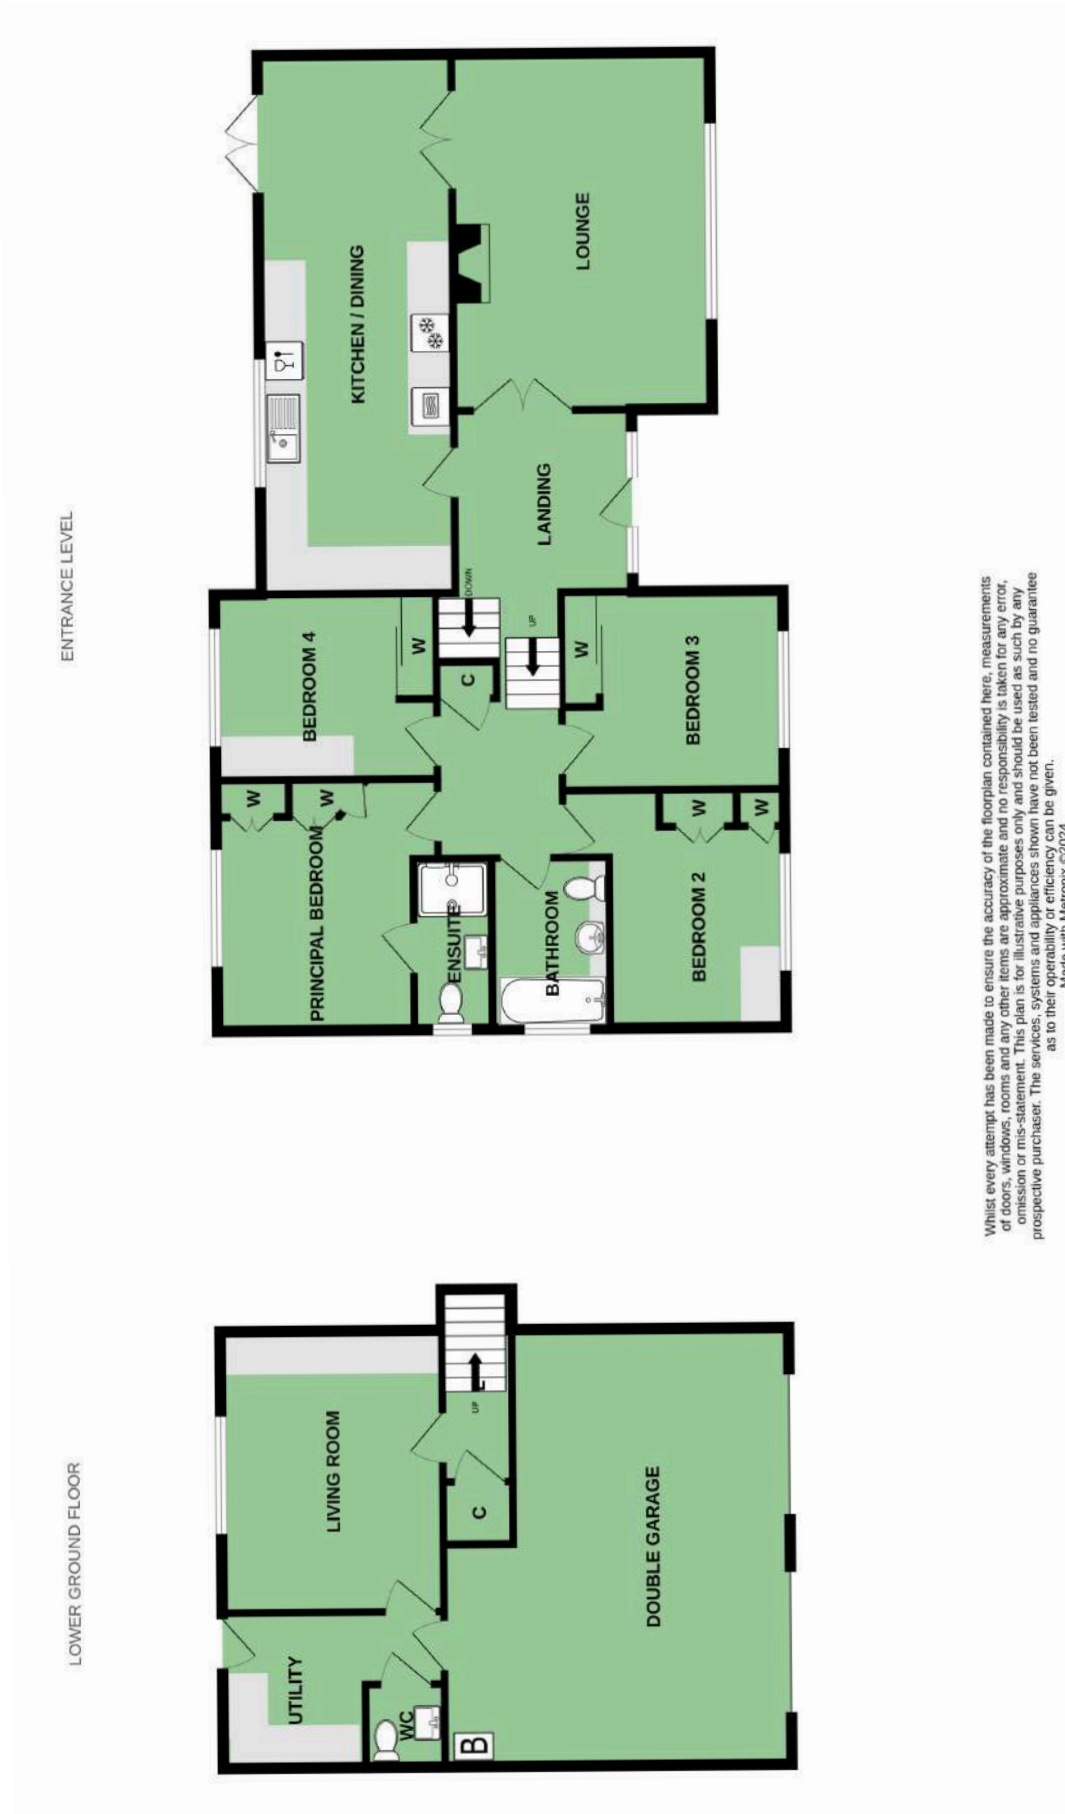 LOWER GROUND FLOOR
UTILITY
LIVING ROOM
WC
UP
C
B
DOUBLE GARAGE
ENTRANCE LEVEL
PRINCIPAL BEDROOM
W
W
BEDROOM 4
W
KITCHEN / DINING
ENSUITE
C
DOWN
BATHROOM
UP
LANDING
LOUNGE
W
BEDROOM 2
W
W
BEDROOM 3
Whilst every attempt has been made to ensure the accuracy of the floorplan contained here, measurements
of doors, windows, rooms and any other items are approximate and no responsibility is taken for any error,
omission or mis-statement. This plan is for illustrative purposes only and should be used as such by any
prospective purchaser. The services, systems and appliances shown have not been tested and no guarantee
as to their operability or efficiency can be given.
Made with Metropix ©2024